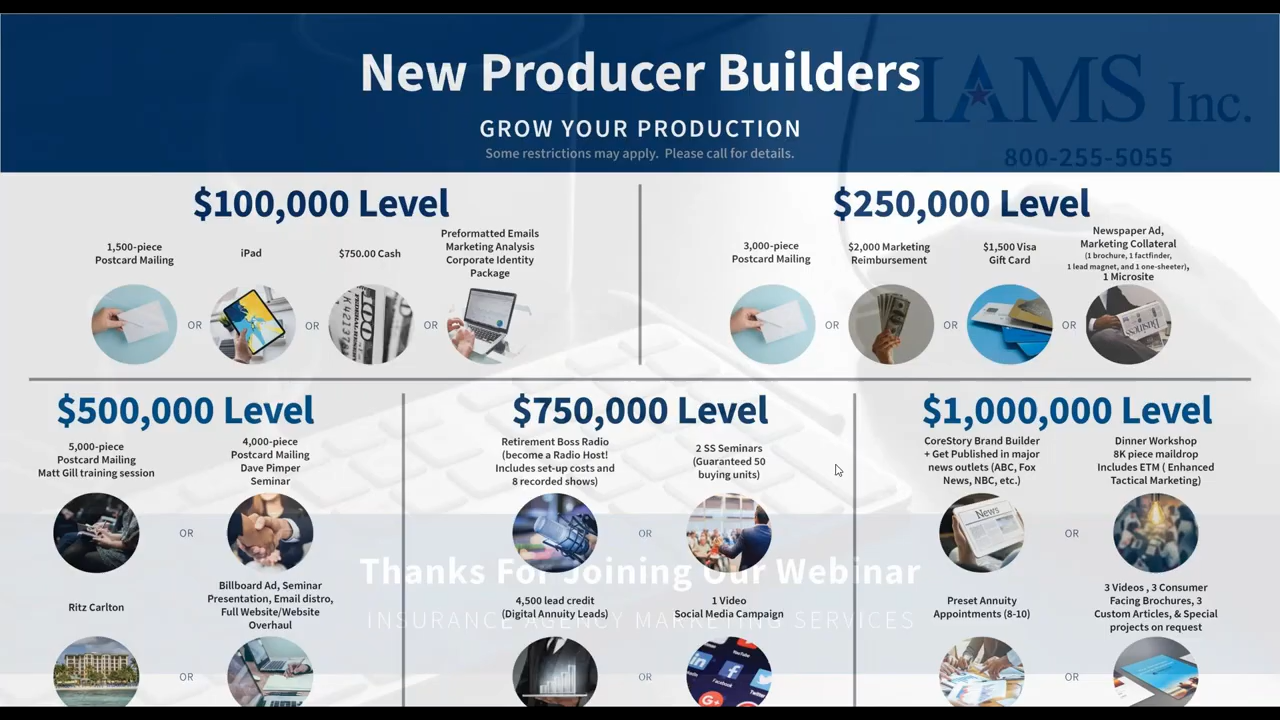 New Producer Builders
IAMS Inc.
GROW YOUR PRODUCTION
Some restrictions may apply. Please call for details.
800-255-5055
$100,000 Level
1,500-piece
Postcard Mailing
iPad
$750.00 Cash
Preformatted Emails
Marketing Analysis
Corporate Identity
Package
OR
OR
OR
$250,000 Level
3,000-piece
Postcard Mailing
$2,000 Marketing
Reimbursement
$1,500 Visa
Gift Card
Newspaper Ad,
Marketing Collateral
(1 brochure, 1 factfinder,
1 lead magnet, and 1 one-sheeter),
1 Microsite
OR
OR
OR
BUSINESS
$500,000 Level
5,000-piece
Postcard Mailing
Matt Gill training session
4,000-piece
Postcard Mailing
Dave Pimper
Seminar
OR
Ritz Carlton
Billboard Ad, Seminar
Presentation, Email distro,
Full Website/Website
Overhaul
OR
$750,000 Level
Retirement Boss Radio
(become a Radio Host!
Includes set-up costs and
8 recorded shows)
2 SS Seminars
(Guaranteed 50
buying units)
OR
4,500 lead credit
(Digital Annuity Leads)
1 Video
Social Media Campaign
OR
YouTube
Facebook
Twitter
$1,000,000 Level
CoreStory Brand Builder
+ Get Published in major
news outlets (ABC, Fox
News, NBC, etc.)
Dinner Workshop
8K piece maildrop
Includes ETM ( Enhanced
Tactical Marketing)
News
OR
Preset Annuity
Appointments (8-10)
3 Videos , 3 Consumer
Facing Brochures, 3
Custom Articles, & Special
projects on request
OR
Thanks For Joining Our Webinar
INSURANCE AGENCY MARKETING SERVICES